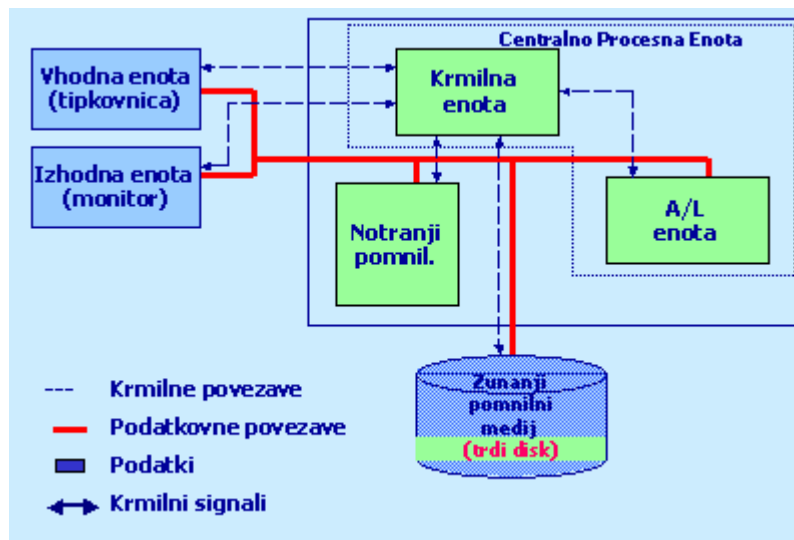 Centralno Procesna Enota
Vhodna enota
(tipkovnica)
Krmilna
enota
Izhodna enota
(monitor)
Notranji
pomnil.
A/L
enota
Zunanji
pomnilni
medij
(trdi disk)
Krmilne povezave
Podatkovne povezave
Podatki
Krmilni signali